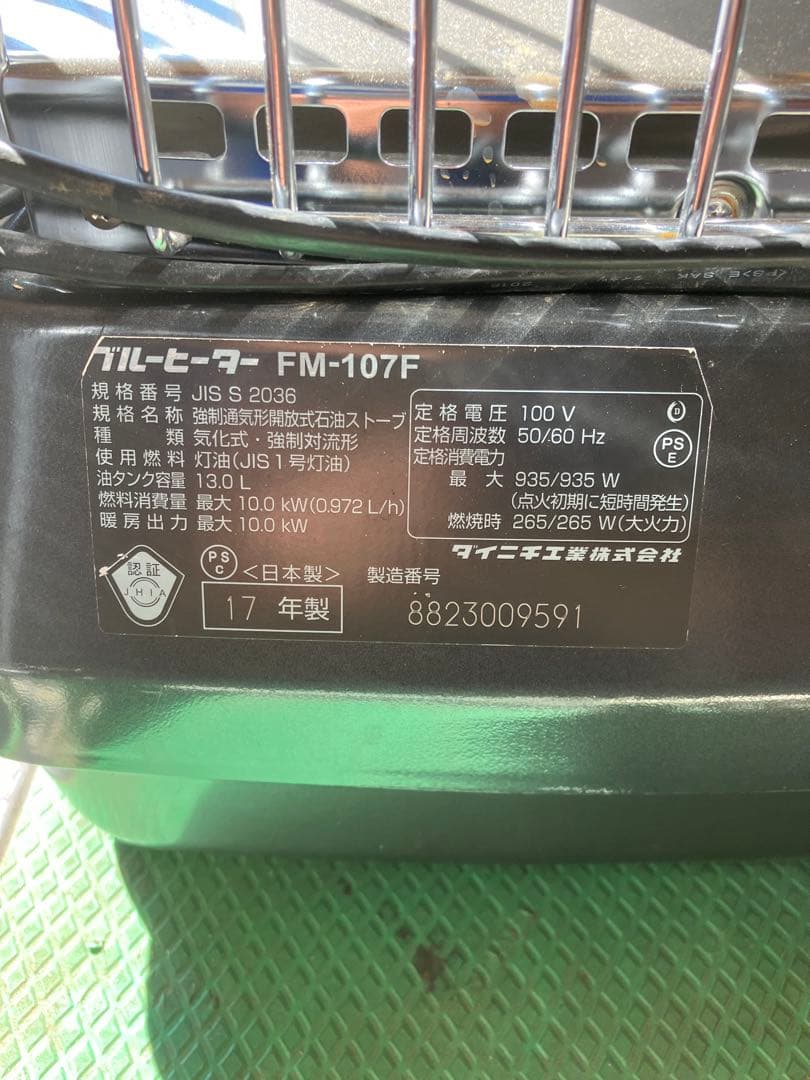 ブルーヒーター FM-107F
規格番号 JIS S 2036
規格名称 強制通気形開放式石油ストーブ
種類 気化式・強制対流形
使用燃料 灯油(JIS1号灯油)
油タンク容量 13.0 L
燃料消費量 最大 10.0 kW(0.972 L/h)
暖房出力 最大 10.0 kW
定格電圧 100 V
定格周波数 50/60 Hz
定格消費電力
最大 935/935 W
(点火初期に短時間発生)
燃焼時 265/265 W(大火力)
D
PS
E
ダイニチ工業株式会社
認証
JHIA
PS
C
<日本製> 製造番号
17 年製 8823009591